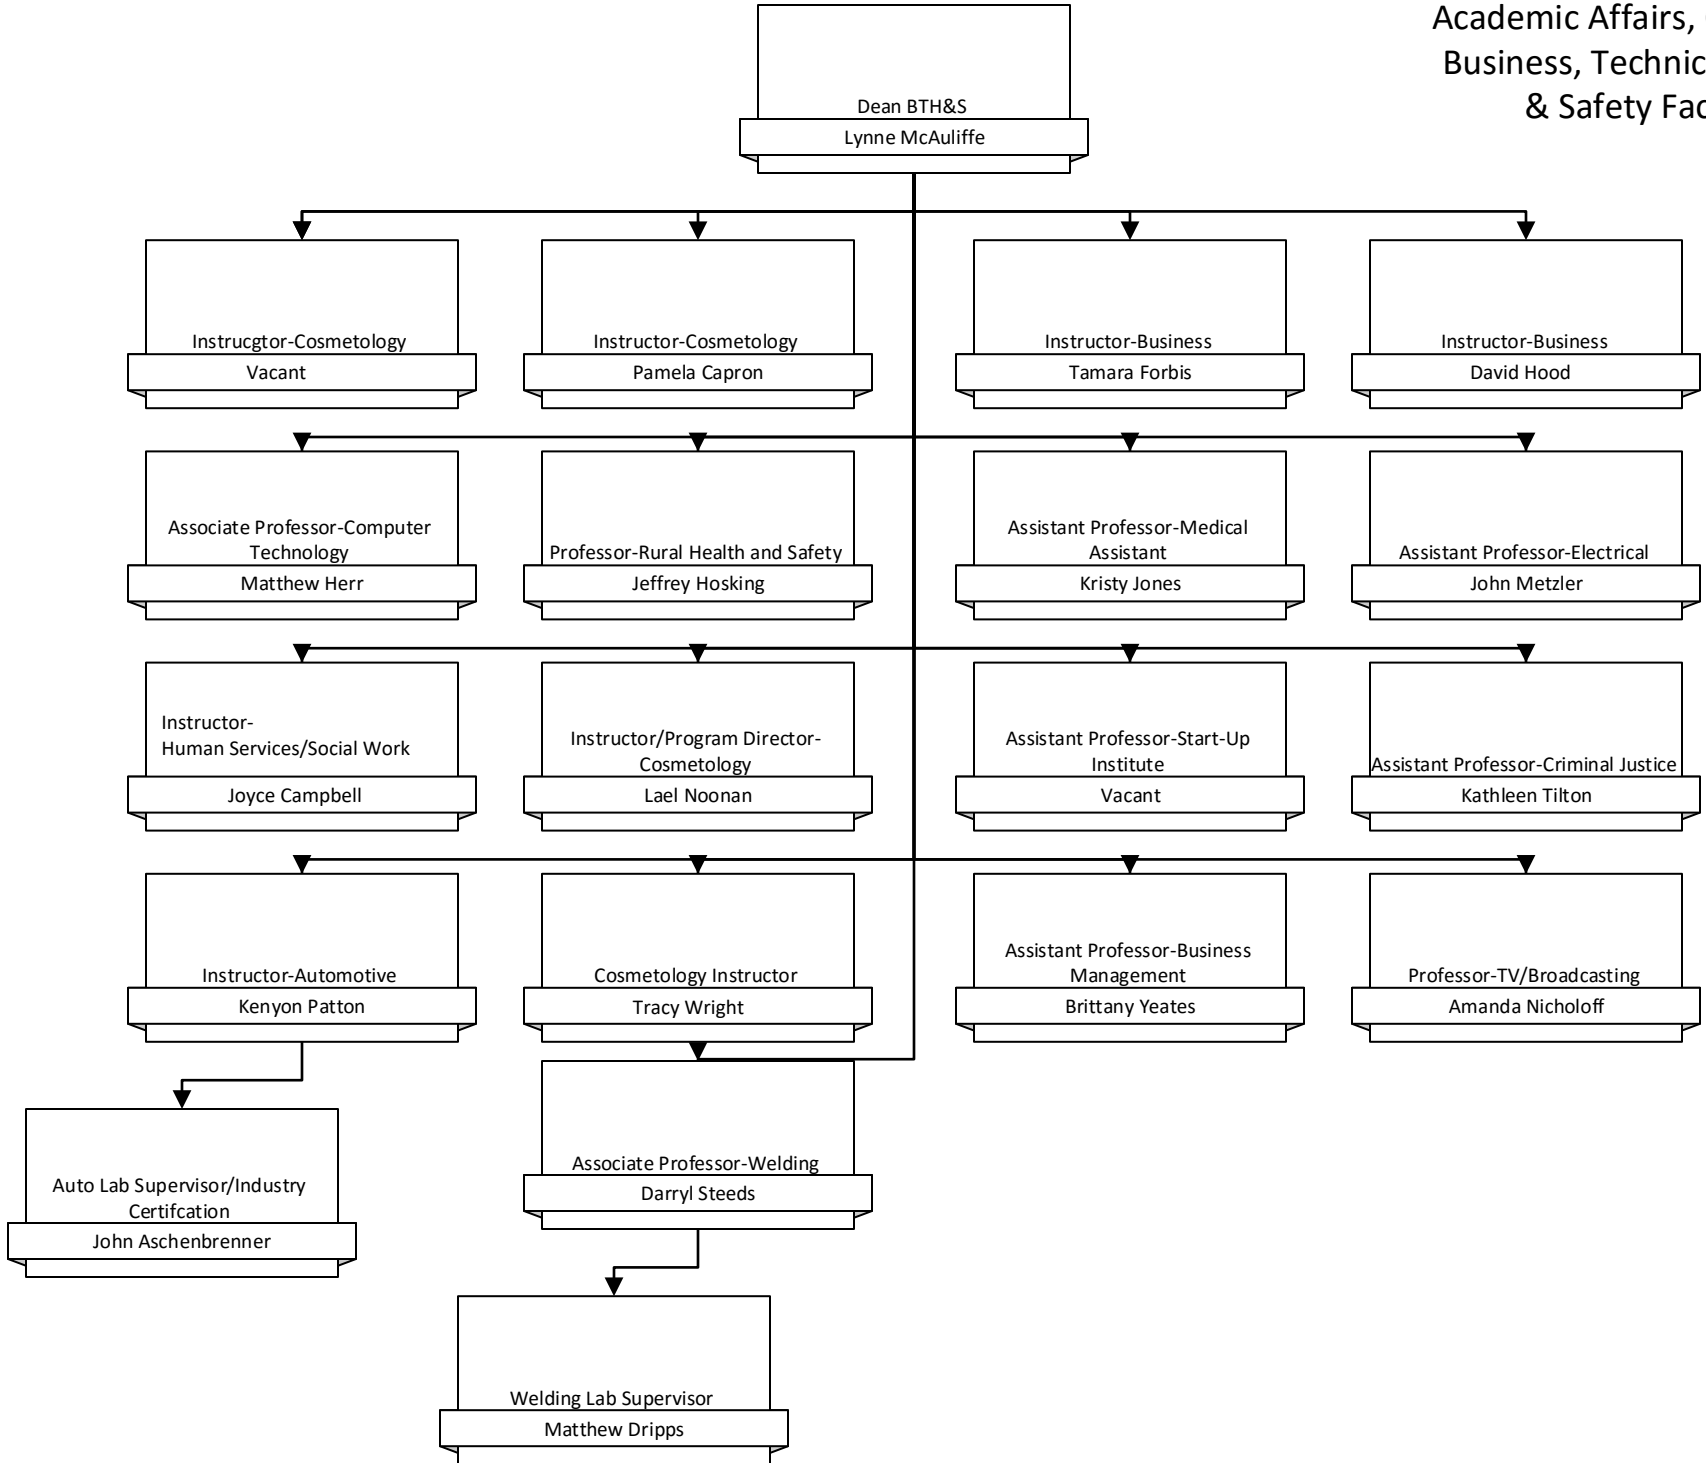 Academic Affairs,
Business, Technic
& Safety Fac
Dean BTH&S
Lynne McAuliffe
Instrucgtor-Cosmetology
Vacant
Instructor-Cosmetology
Pamela Capron
Instructor-Business
Tamara Forbis
Instructor-Business
David Hood
Associate Professor-Computer
Technology
Matthew Herr
Professor-Rural Health and Safety
Jeffrey Hosking
Assistant Professor-Medical
Assistant
Kristy Jones
Assistant Professor-Electrical
John Metzler
Instructor-
Human Services/Social Work
Joyce Campbell
Instructor/Program Director-
Cosmetology
Lael Noonan
Assistant Professor-Start-Up
Institute
Vacant
Assistant Professor-Criminal Justice
Kathleen Tilton
Instructor-Automotive
Kenyon Patton
Cosmetology Instructor
Tracy Wright
Assistant Professor-Business
Management
Brittany Yeates
Professor-TV/Broadcasting
Amanda Nicholoff
Auto Lab Supervisor/Industry
Certifcation
John Aschenbrenner
Associate Professor-Welding
Darryl Steeds
Welding Lab Supervisor
Matthew Dripps